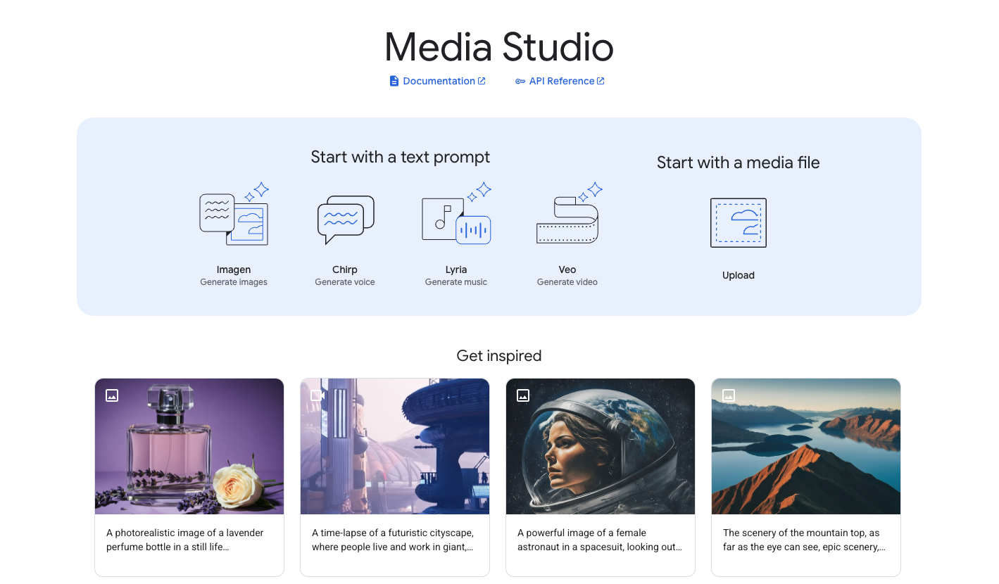 Media Studio
Documentation
API Reference
Start with a text prompt
Start with a media file
Imagen
Generate images
Chirp
Generate voice
Lyria
Generate music
Veo
Generate video
Upload
Get inspired
A photorealistic image of a lavender
perfume bottle in a still life...
A time-lapse of a futuristic cityscape,
where people live and work in giant,...
A powerful image of a female
astronaut in a spacesuit, looking out...
The scenery of the mountain top, as
far as the eye can see, epic scenery,...